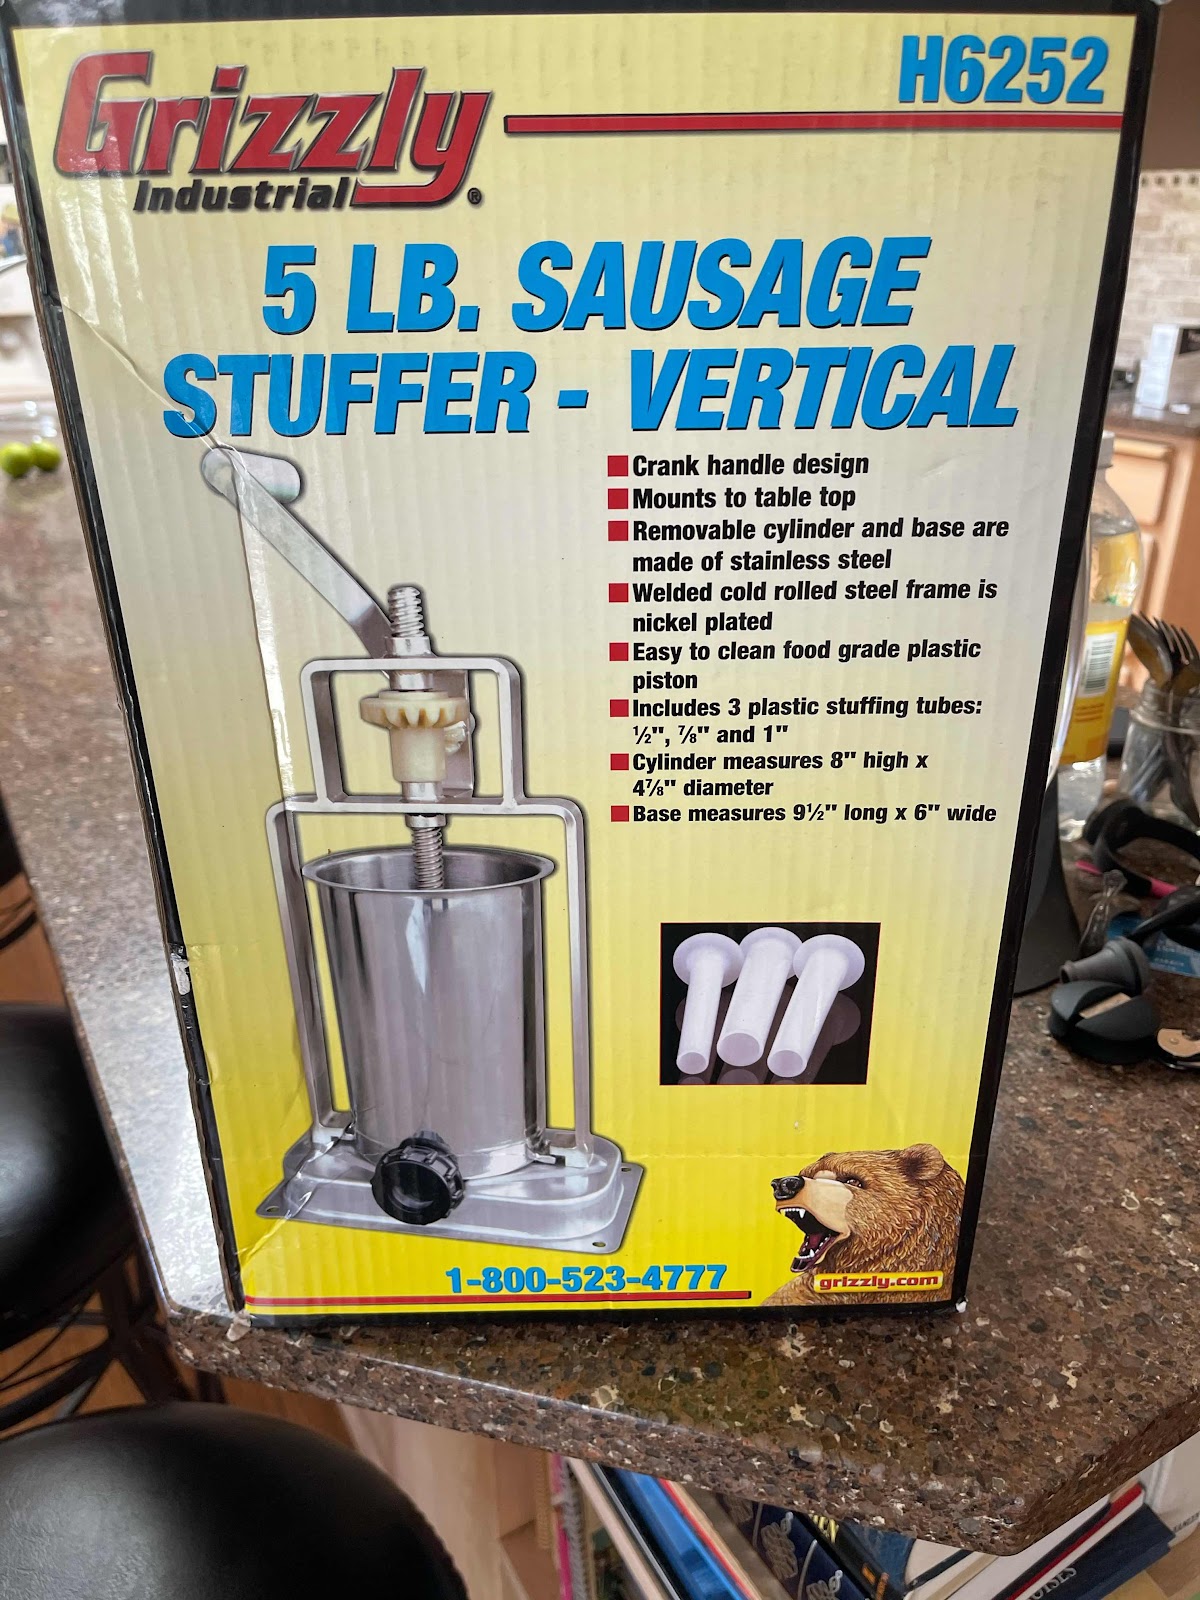 Grizzly
Industrial®
H6252
5 LB. SAUSAGE
STUFFER - VERTICAL
Crank handle design
Mounts to table top
Removable cylinder and base are
made of stainless steel
Welded cold rolled steel frame is
nickel plated
Easy to clean food grade plastic
piston
Includes 3 plastic stuffing tubes:
½", ⅞" and 1"
Cylinder measures 8" high x
4⅞" diameter
Base measures 9½" long x 6" wide
1-800-523-4777
grizzly.com